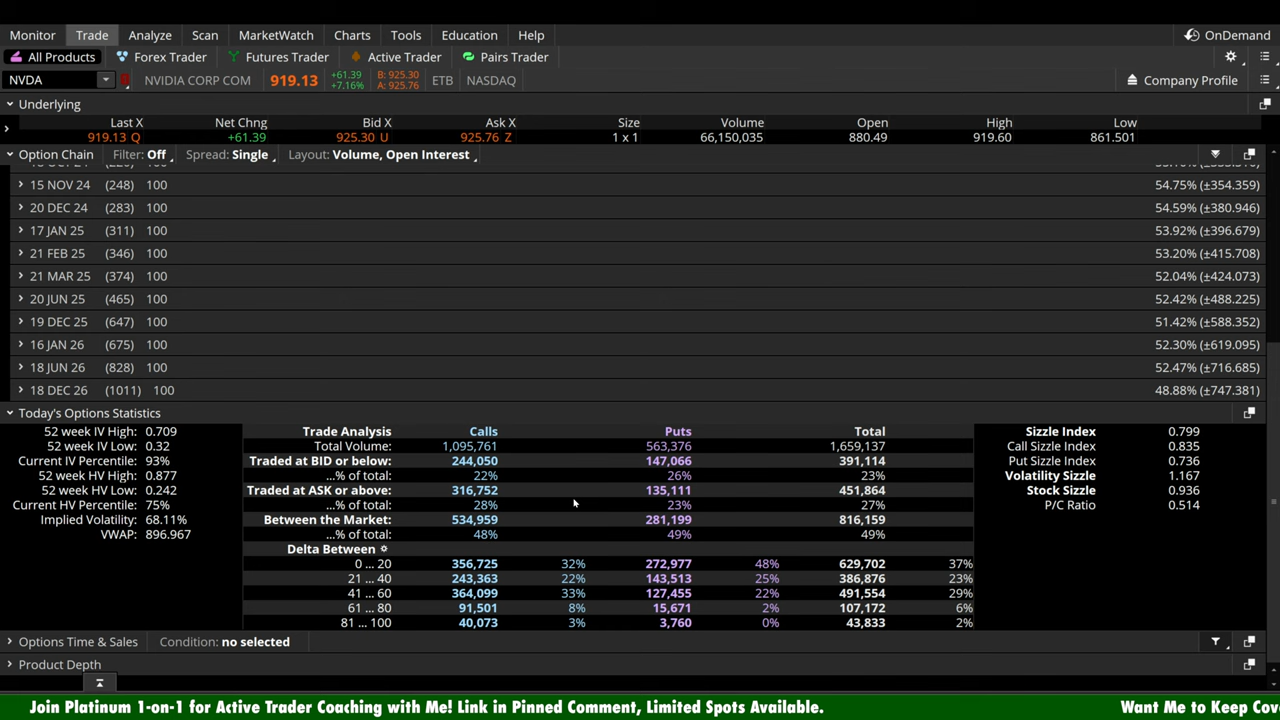 Monitor Trade Analyze Scan MarketWatch Charts Tools Education Help OnDemand
All Products Forex Trader Futures Trader Active Trader Pairs Trader
NVDA NVIDIA CORP COM 919.13 +61.39 +7.16% B: 925.30 A: 925.76 ETB NASDAQ Company Profile
Underlying
Last X Net Chng Bid X Ask X Size Volume Open High Low
919.13 Q +61.39 925.30 U 925.76 Z 1 x 1 66,150,035 880.49 919.60 861.501
Option Chain Filter: Off Spread: Single Layout: Volume, Open Interest
15 NOV 24 (248) 100 54.75% (±354.359)
20 DEC 24 (283) 100 54.59% (±380.946)
17 JAN 25 (311) 100 53.92% (±396.679)
21 FEB 25 (346) 100 53.20% (±415.708)
21 MAR 25 (374) 100 52.04% (±424.073)
20 JUN 25 (465) 100 52.42% (±488.225)
19 DEC 25 (647) 100 51.42% (±588.352)
16 JAN 26 (675) 100 52.30% (±619.095)
18 JUN 26 (828) 100 52.47% (±716.685)
18 DEC 26 (1011) 100 48.88% (±747.381)
Today's Options Statistics
52 week IV High: 0.709 Trade Analysis Calls Puts Total Sizzle Index 0.799
52 week IV Low: 0.32 Total Volume: 1,095,761 563,376 1,659,137 Call Sizzle Index 0.835
Current IV Percentile: 93% Traded at BID or below: 244,050 147,066 391,114 Put Sizzle Index 0.736
52 week HV High: 0.877 ...% of total: 22% 26% 23% Volatility Sizzle 1.167
52 week HV Low: 0.242 Traded at ASK or above: 316,752 135,111 451,864 Stock Sizzle 0.936
Current HV Percentile: 75% ...% of total: 28% 23% 27% P/C Ratio 0.514
Implied Volatility: 68.11% Between the Market: 534,959 281,199 816,159
VWAP: 896.967 ...% of total: 48% 49% 49%
Delta Between
0 ... 20 356,725 32% 272,977 48% 629,702 37%
21 ... 40 243,363 22% 143,513 25% 386,876 23%
41 ... 60 364,099 33% 127,455 22% 491,554 29%
61 ... 80 91,501 8% 15,671 2% 107,172 6%
81 ... 100 40,073 3% 3,760 0% 43,833 2%
Options Time & Sales Condition: no selected
Product Depth
Join Platinum 1-on-1 for Active Trader Coaching with Me! Link in Pinned Comment, Limited Spots Available. Want Me to Keep Cov